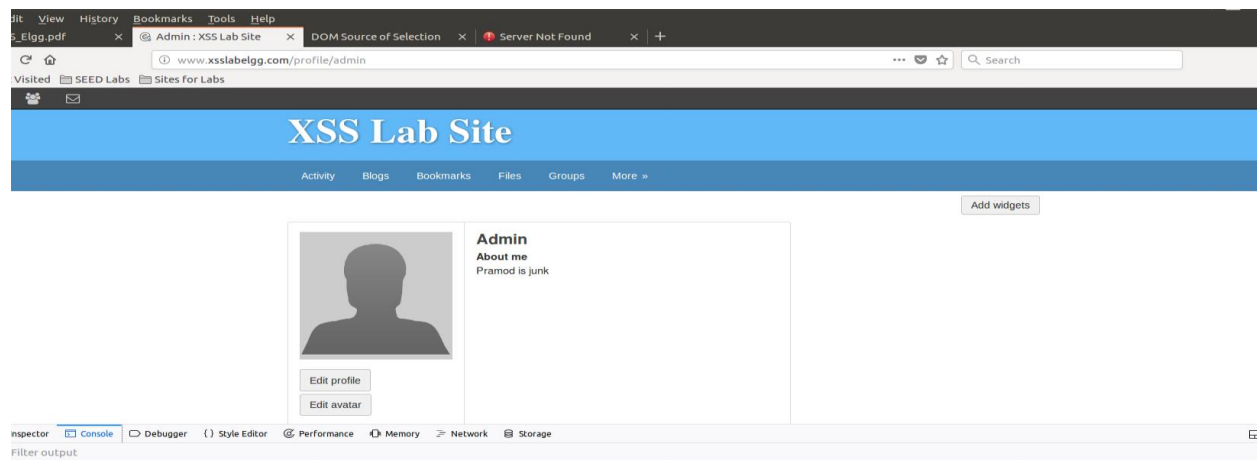 dit View History Bookmarks Tools Help
S_Elgg.pdf × Admin : XSS Lab Site × DOM Source of Selection × Server Not Found × +
www.xsslabelgg.com/profile/admin ··· Search
Visited SEED Labs Sites for Labs
XSS Lab Site
Activity Blogs Bookmarks Files Groups More »
Add widgets
Admin
About me
Pramod is junk
Edit profile
Edit avatar
nspector Console Debugger {} Style Editor Performance Memory Network Storage
Filter output